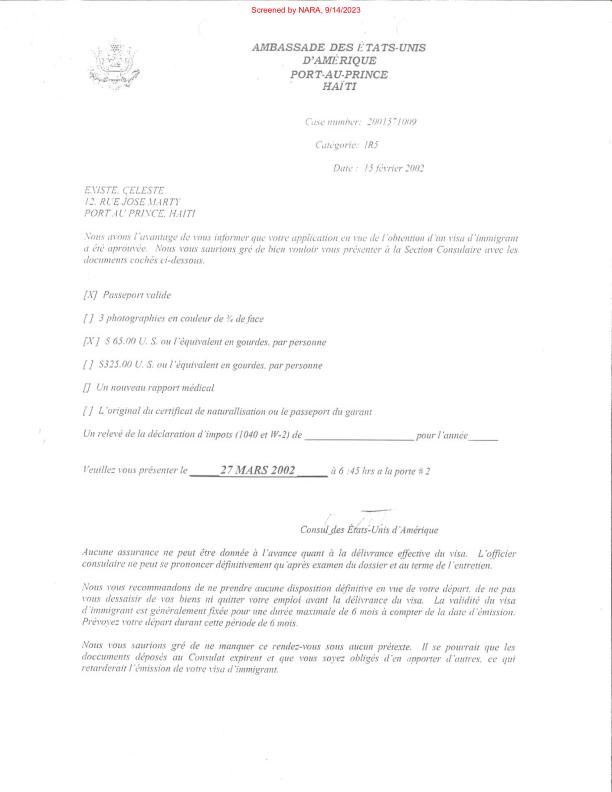 Screened by NARA, 9/14/2023
AMBASSADE DES ÉTATS-UNIS
D'AMÉRIQUE
PORT-AU-PRINCE
HAÏTI
Case number: 2001571009
Catégorie: IR5
Date : 15 février 2002
EXISTE, CELESTE
12, RUE JOSE MARTY
PORT AU PRINCE, HAITI
Nous avons l'avantage de vous informer que votre application en vue de l'obtention d'un visa d'immigrant
a été aprouvée. Nous vous saurions gré de bien vouloir vous présenter à la Section Consulaire avec les
documents cochés ci-dessous.
[X] Passeport valide
[ ] 3 photographies en couleur de ¾ de face
[X ] $ 65.00 U. S. ou l'équivalent en gourdes, par personne
[ ] $325.00 U. S. ou l'équivalent en gourdes, par personne
[] Un nouveau rapport médical
[ ] L'original du certificat de naturallisation ou le passeport du garant
Un relevé de la déclaration d'impots (1040 et W-2) de ____________________ pour l'année_____
Veuillez vous présenter le _____27 MARS 2002_____ à 6 :45 hrs a la porte # 2
Consul des États-Unis d'Amérique
Aucune assurance ne peut être donnée à l'avance quant à la délivrance effective du visa. L'officier
consulaire ne peut se prononcer définitivement qu'après examen du dossier et au terme de l'entretien.
Nous vous recommandons de ne prendre aucune disposition définitive en vue de votre départ, de ne pas
vous dessaisir de vos biens ni quitter votre emploi avant la délivrance du visa. La validité du visa
d'immigrant est généralement fixée pour une durée maximale de 6 mois à compter de la date d'émission.
Prévoyez votre départ durant cette période de 6 mois.
Nous vous saurions gré de ne manquer ce rendez-vous sous aucun prétexte. Il se pourrait que les
doccuments déposés au Consulat expirent et que vous soyez obligés d'en apporter d'autres, ce qui
retarderait l'émission de votre visa d'immigrant.